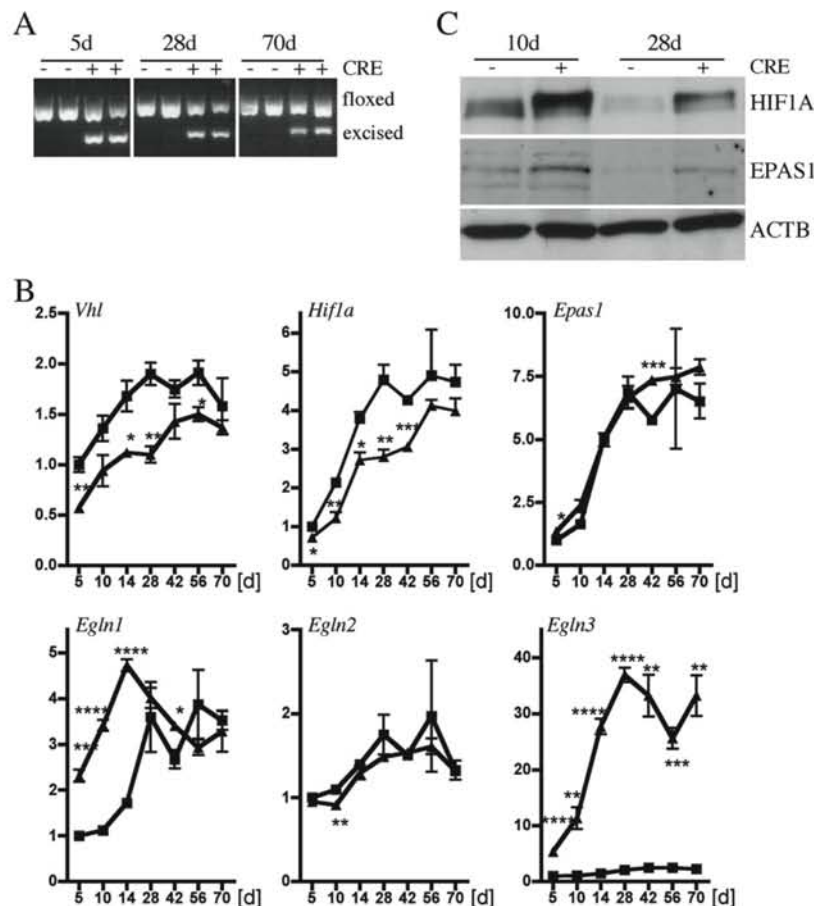 A
5d 28d 70d
- - + + - - + + - - + + CRE
floxed
excised
C
10d 28d
- + - + CRE
HIF1A
EPAS1
ACTB
B
Vhl
2.5
2.0
1.5
1.0
0.5
0.0
** * ** *
5 10 14 28 42 56 70 [d]
Hif1a
6
5
4
3
2
1
0
* ** * ** ***
5 10 14 28 42 56 70 [d]
Epas1
10.0
7.5
5.0
2.5
0.0
* ***
5 10 14 28 42 56 70 [d]
Egln1
5
4
3
2
1
0
*** **** **** *
5 10 14 28 42 56 70 [d]
Egln2
3
2
1
0
**
5 10 14 28 42 56 70 [d]
Egln3
40
30
20
10
0
**** ** **** **** ** *** **
5 10 14 28 42 56 70 [d]